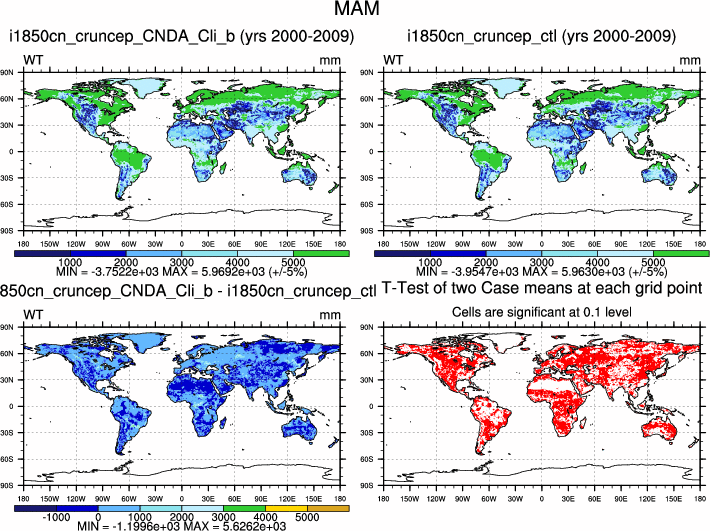 MAM
i1850cn_cruncep_CNDA_Cli_b (yrs 2000-2009)
i1850cn_cruncep_ctl (yrs 2000-2009)
WT mm
WT mm
90N
60N
30N
0
30S
60S
90S
180 150W 120W 90W 60W 30W 0 30E 60E 90E 120E 150E 180
90N
60N
30N
0
30S
60S
90S
180 150W 120W 90W 60W 30W 0 30E 60E 90E 120E 150E 180
1000 2000 3000 4000 5000
MIN = -3.7522e+03 MAX = 5.9692e+03 (+/-5%)
1000 2000 3000 4000 5000
MIN = -3.9547e+03 MAX = 5.9630e+03 (+/-5%)
850cn_cruncep_CNDA_Cli_b - i1850cn_cruncep_ctl
T-Test of two Case means at each grid point
WT mm
Cells are significant at 0.1 level
90N
60N
30N
0
30S
60S
90S
180 150W 120W 90W 60W 30W 0 30E 60E 90E 120E 150E 180
90N
60N
30N
0
30S
60S
90S
180 150W 120W 90W 60W 30W 0 30E 60E 90E 120E 150E 180
-1000 0 1000 2000 3000 4000 5000
MIN = -1.1996e+03 MAX = 5.6262e+03